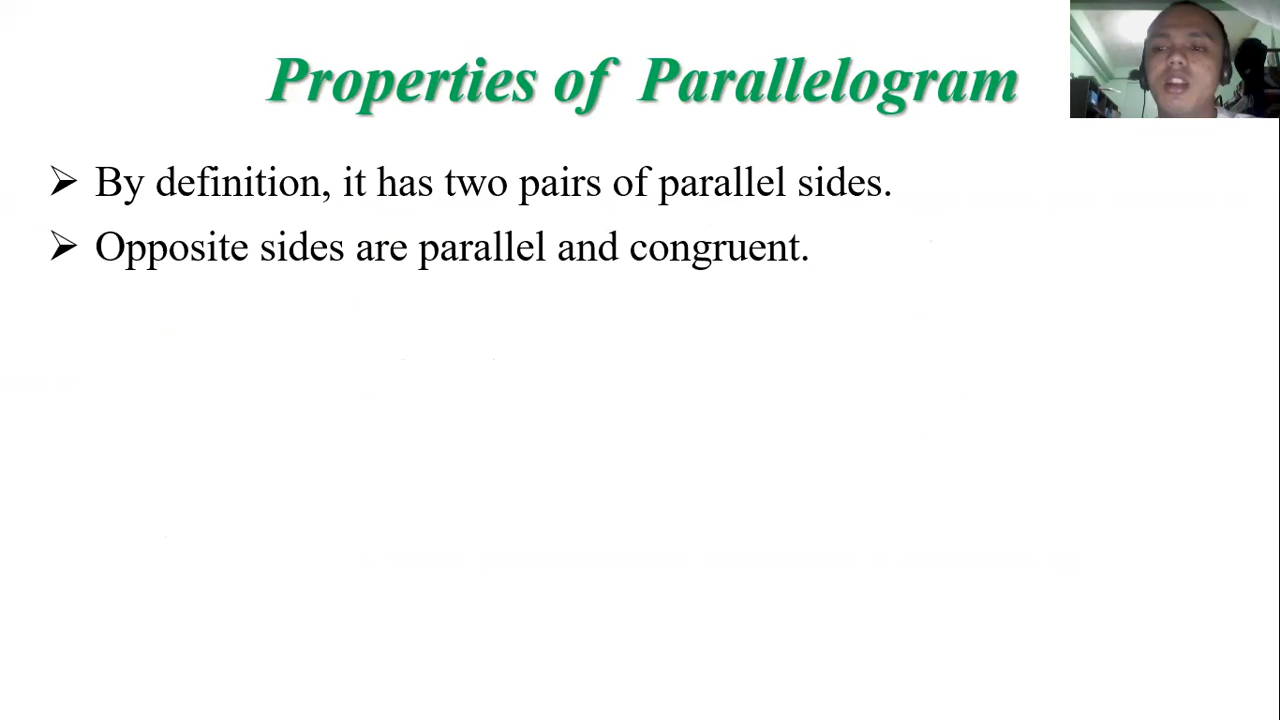 Properties of Parallelogram
➢ By definition, it has two pairs of parallel sides.
➢ Opposite sides are parallel and congruent.